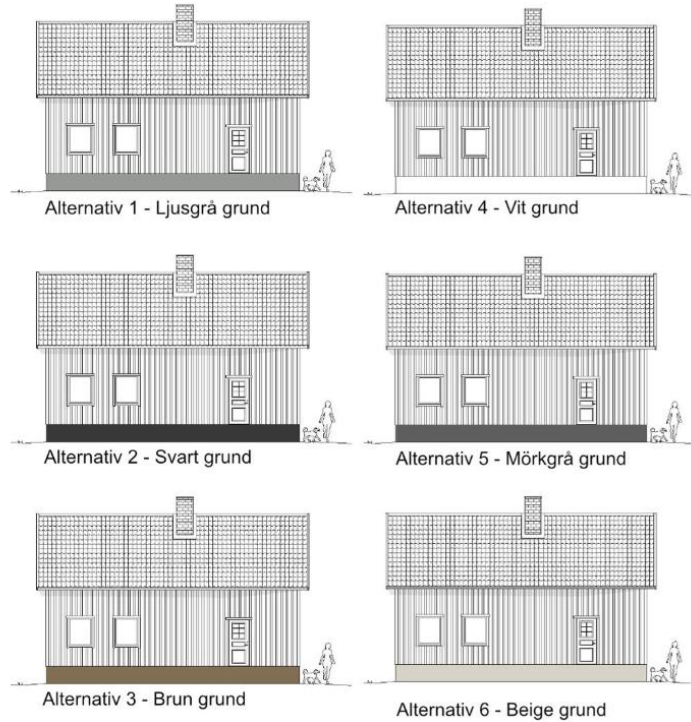 Alternativ 1 - Ljusgrå grund
Alternativ 4 - Vit grund
Alternativ 2 - Svart grund
Alternativ 5 - Mörkgrå grund
Alternativ 3 - Brun grund
Alternativ 6 - Beige grund